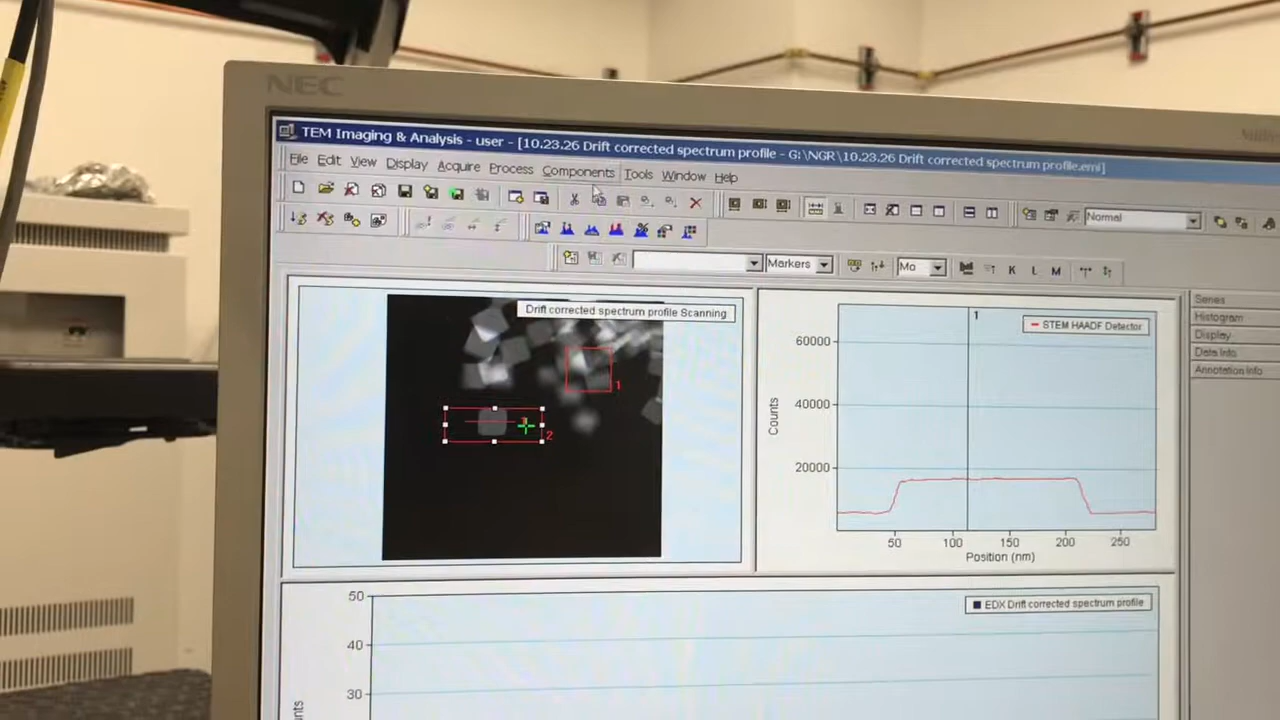 NEC
TEM Imaging & Analysis - user - [10.23.26 Drift corrected spectrum profile - G:\NGR\10.23.26 Drift corrected spectrum profile.emi]
File Edit View Display Acquire Process Components Tools Window Help
Normal
Markers
Mo
K L M
Drift corrected spectrum profile Scanning
1
2
1
STEM HAADF Detector
60000
40000
20000
Counts
50 100 150 200 250
Position (nm)
Series
Histogram
Display
Data Info
Annotation Info
EDX Drift corrected spectrum profile
50
40
30